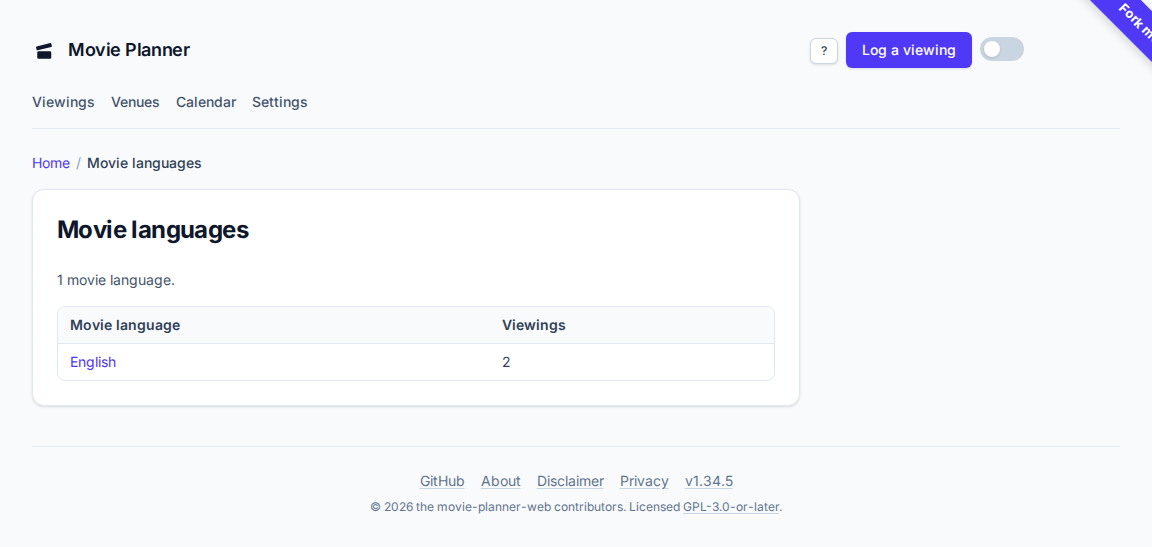 Movie Planner
?
Log a viewing
Fork m
Viewings Venues Calendar Settings
Home / Movie languages
Movie languages
1 movie language.
Movie language Viewings
English 2
GitHub About Disclaimer Privacy v1.34.5
© 2026 the movie-planner-web contributors. Licensed GPL-3.0-or-later.